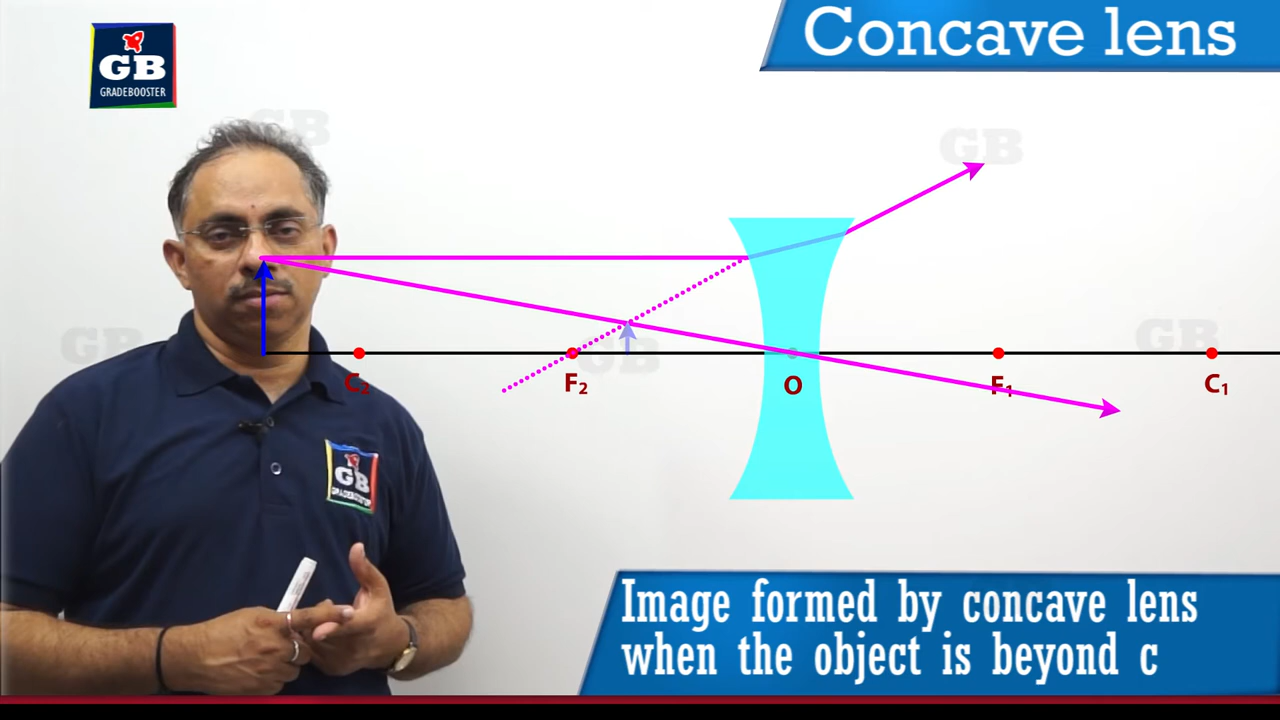 Concave lens
GB
GRADEBOOSTER
GB
GB
GB
GB
GB
C₂
F₂
O
F₁
C₁
GB
GRADEBOOSTER
Image formed by concave lens
when the object is beyond c